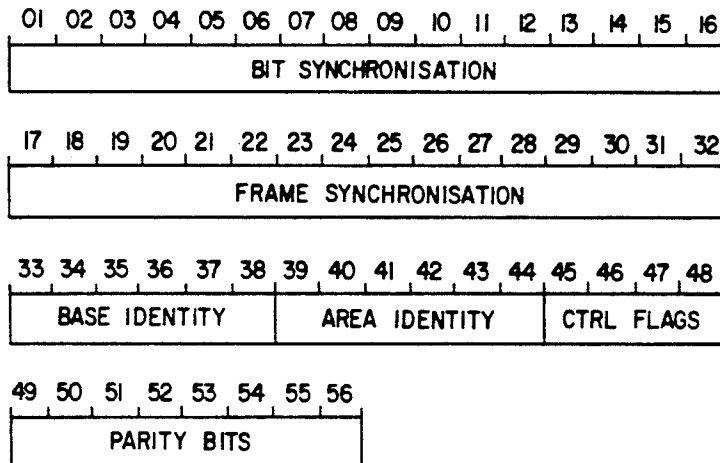 01 02 03 04 05 06 07 08 09 10 11 12 13 14 15 16
BIT SYNCHRONISATION
17 18 19 20 21 22 23 24 25 26 27 28 29 30 31 32
FRAME SYNCHRONISATION
33 34 35 36 37 38 39 40 41 42 43 44 45 46 47 48
BASE IDENTITY AREA IDENTITY CTRL FLAGS
49 50 51 52 53 54 55 56
PARITY BITS